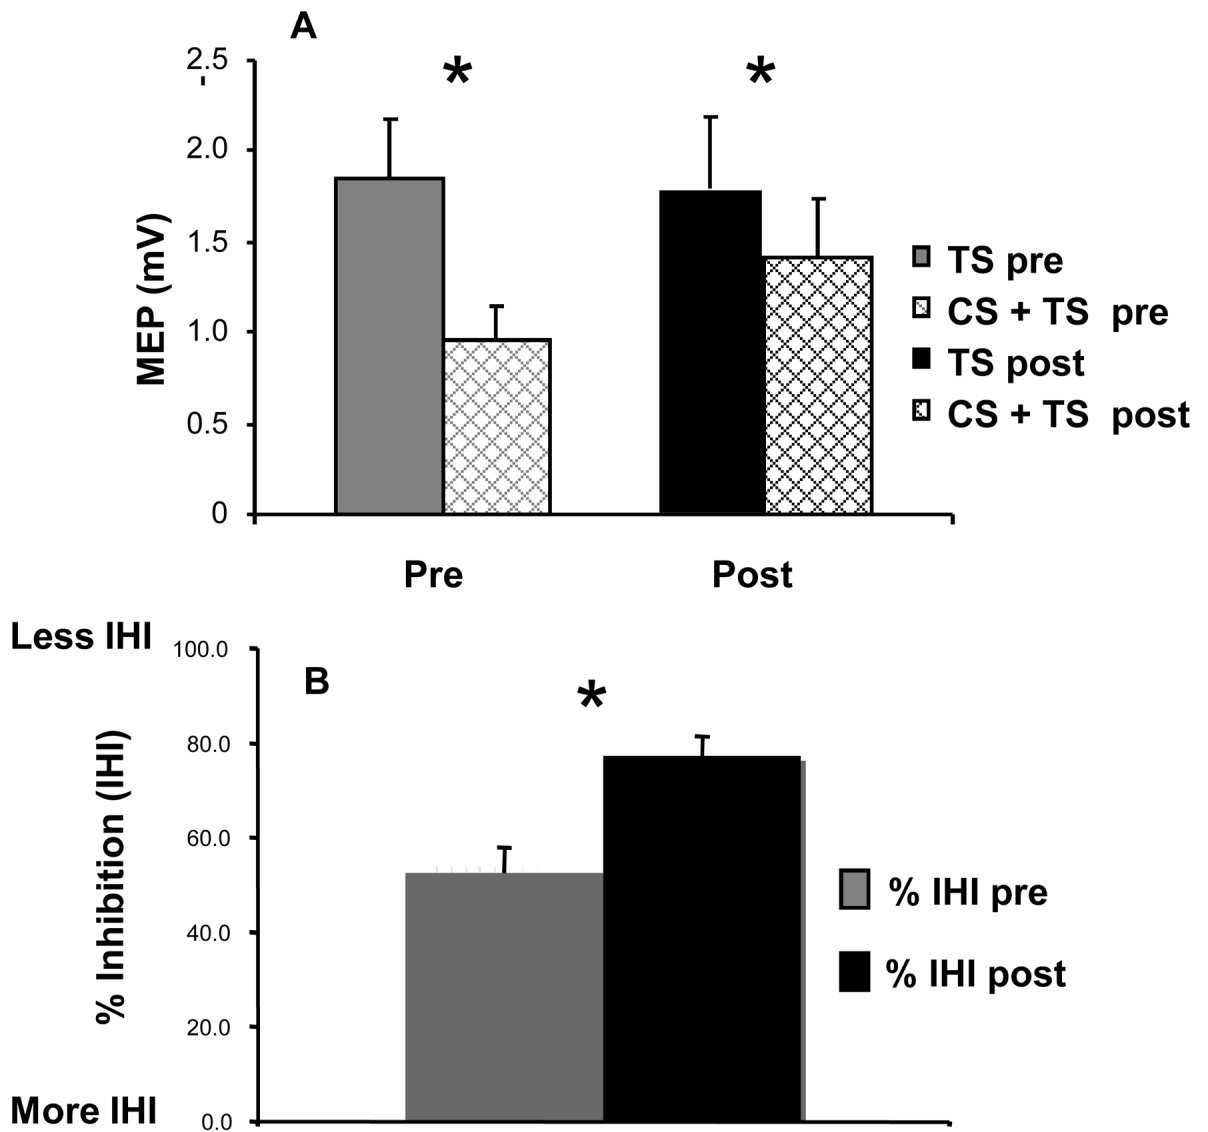 A
2.5
-
* *
2.0
1.5
1.0
0.5
0
MEP (mV)
TS pre
CS + TS  pre
TS post
CS + TS  post
Pre Post
Less IHI
100.0
B
*
80.0
60.0
40.0
20.0
0.0
% Inhibition (IHI)
% IHI pre
% IHI post
More IHI